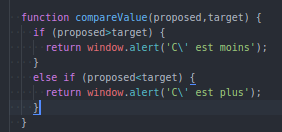 function compareValue(proposed,target) {
if (proposed>target) {
return window.alert('C\' est moins');
}
else if (proposed<target) {
return window.alert('C\' est plus');
}
}